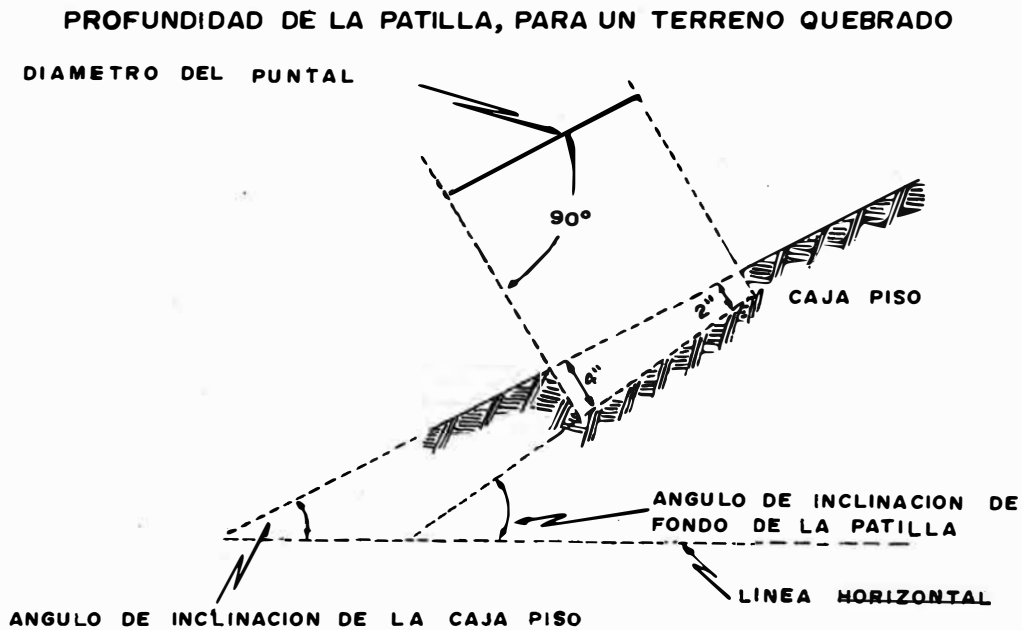 PROFUNDIDAD DE LA PATILLA, PARA UN TERRENO QUEBRADO
DIAMETRO DEL PUNTAL
90°
2"
CAJA PISO
4"
ANGULO DE INCLINACION DE
FONDO DE LA PATILLA
LINEA HORIZONTAL
ANGULO DE INCLINACION DE LA CAJA PISO